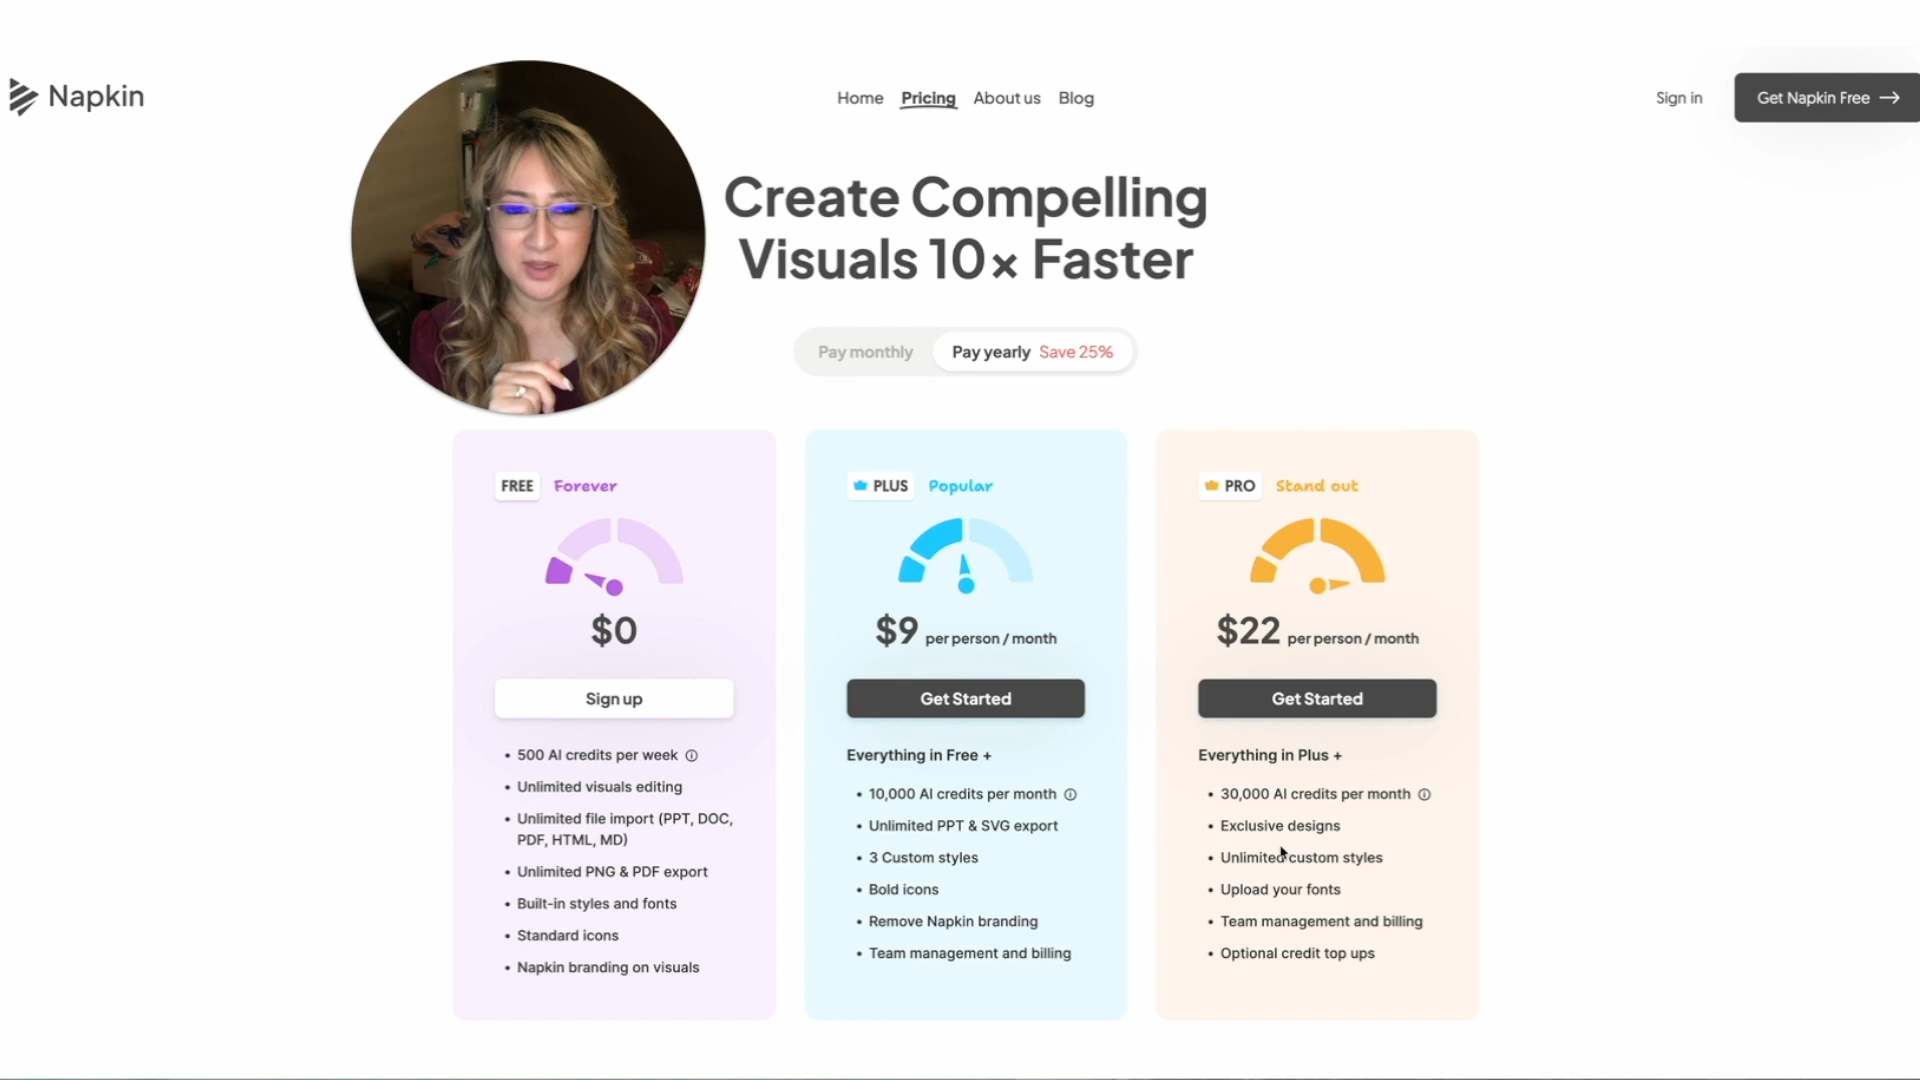 Napkin
Home Pricing About us Blog
Sign in
Get Napkin Free →
Create Compelling
Visuals 10× Faster
Pay monthly Pay yearly Save 25%
FREE Forever
$0
Sign up
• 500 AI credits per week
• Unlimited visuals editing
• Unlimited file import (PPT, DOC,
PDF, HTML, MD)
• Unlimited PNG & PDF export
• Built-in styles and fonts
• Standard icons
• Napkin branding on visuals
PLUS Popular
$9 per person / month
Get Started
Everything in Free +
• 10,000 AI credits per month
• Unlimited PPT & SVG export
• 3 Custom styles
• Bold icons
• Remove Napkin branding
• Team management and billing
PRO Stand out
$22 per person / month
Get Started
Everything in Plus +
• 30,000 AI credits per month
• Exclusive designs
• Unlimited custom styles
• Upload your fonts
• Team management and billing
• Optional credit top ups